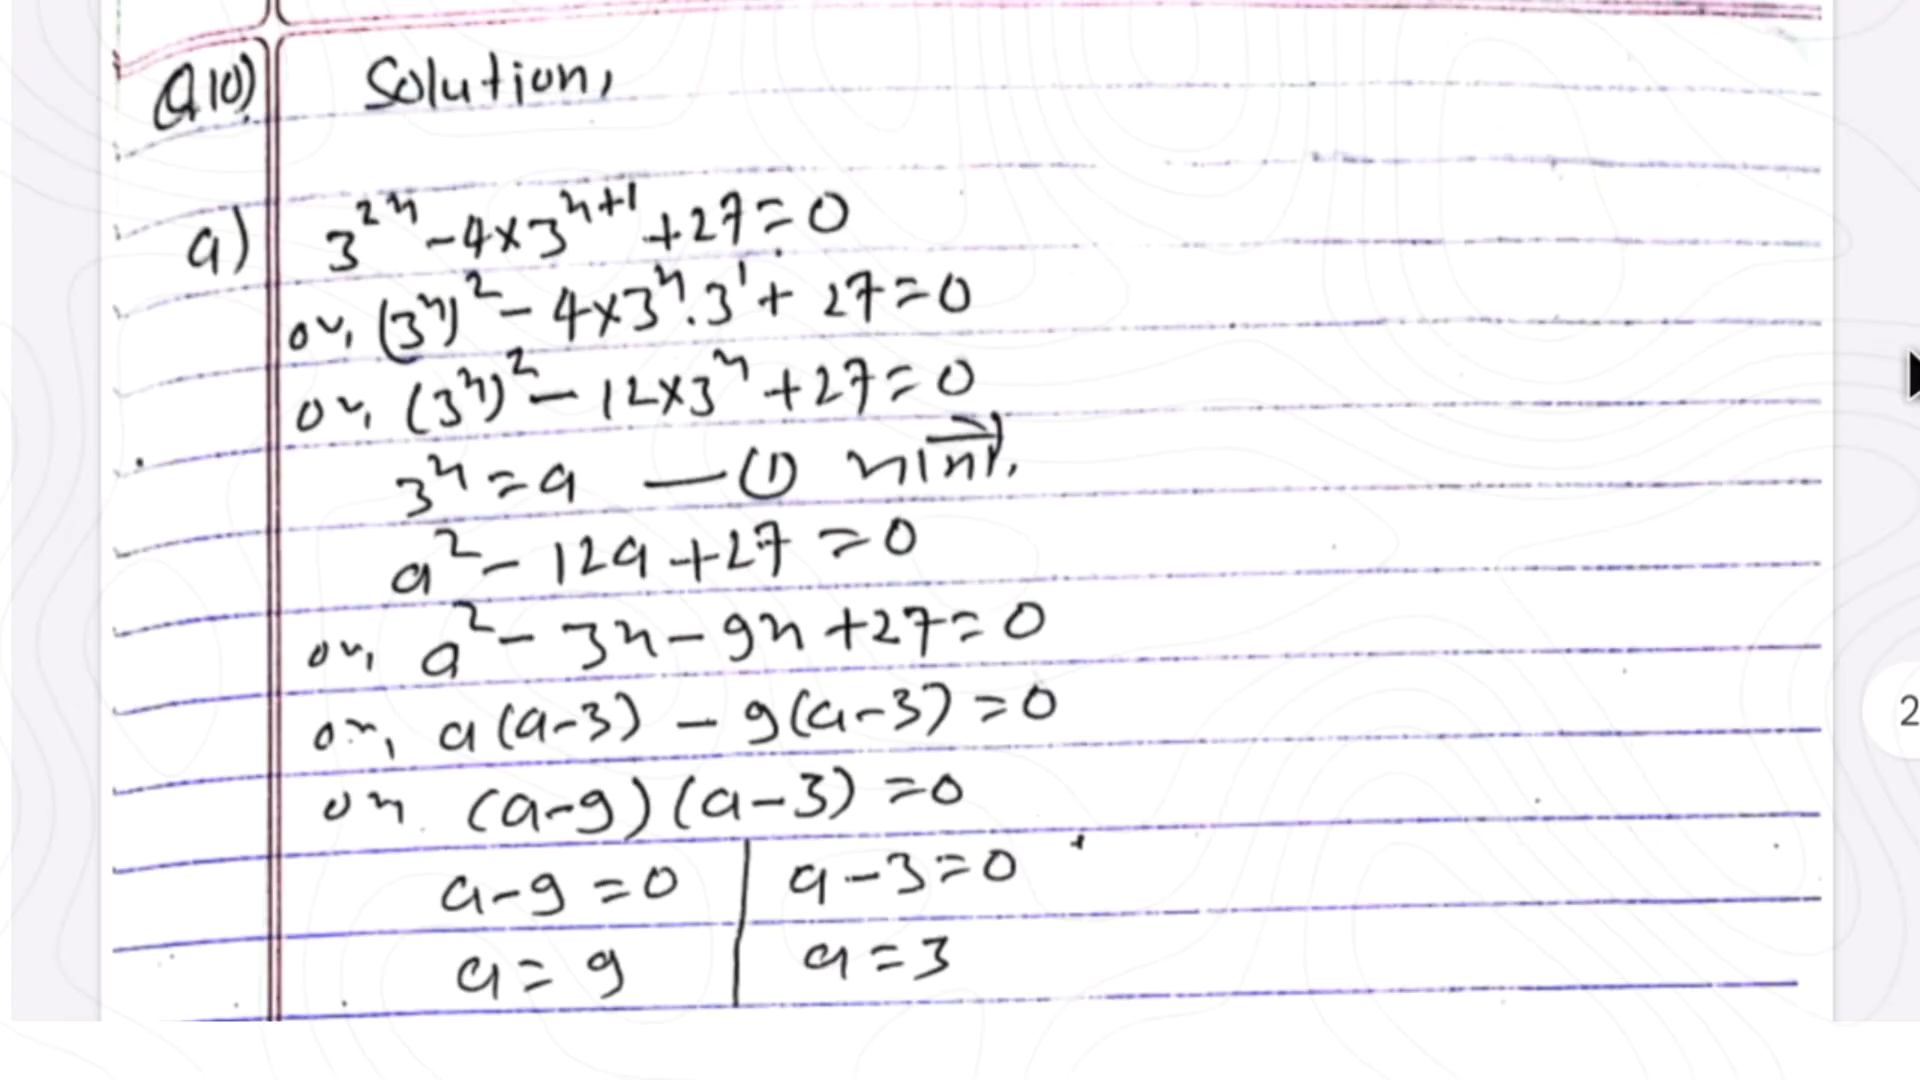 Q10) Solution,
a) 3^{2x} - 4×3^{x+1} + 27 = 0
or, (3^x)^2 - 4×3^x . 3^1 + 27 = 0
or, (3^x)^2 - 12×3^x + 27 = 0
3^x = a — (1)
a^2 - 12a + 27 = 0
or, a^2 - 3x - 9x + 27 = 0
or, a(a-3) - 9(a-3) = 0
or (a-9)(a-3) = 0
a-9 = 0 | a-3 = 0
a = 9 | a = 3
2